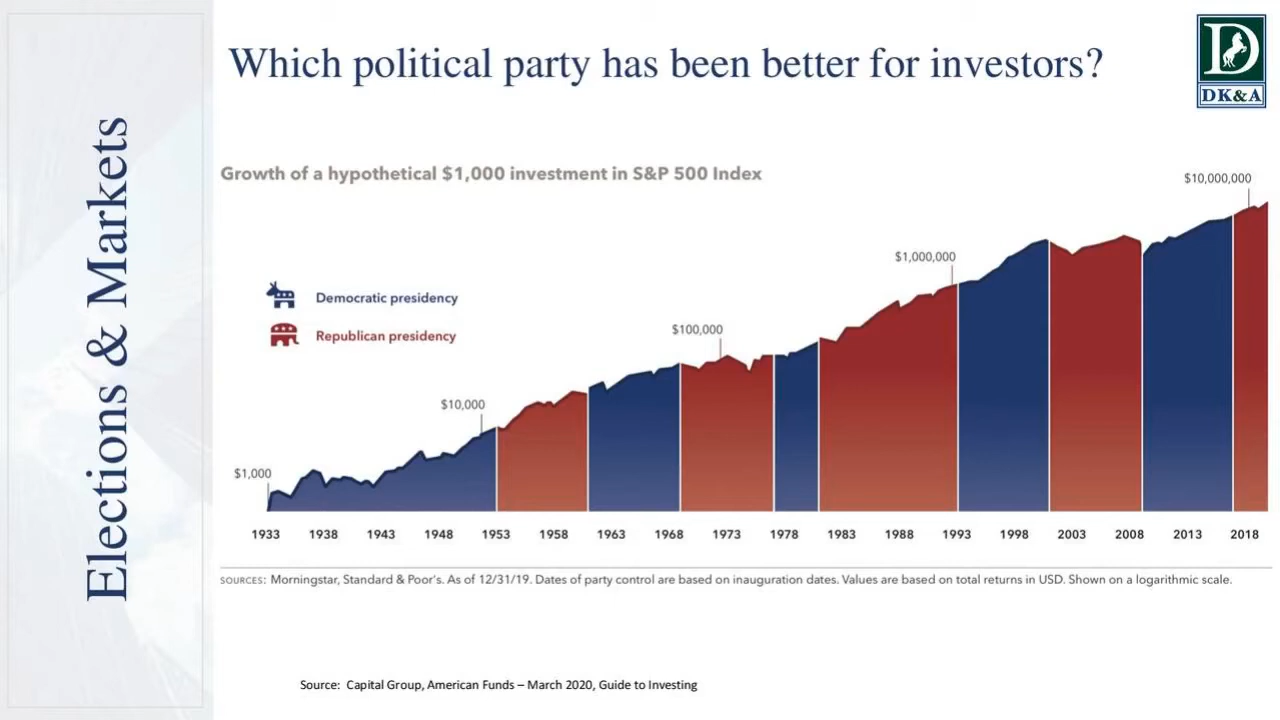 Elections & Markets
Which political party has been better for investors?
D
DK&A
Growth of a hypothetical $1,000 investment in S&P 500 Index
Democratic presidency
Republican presidency
$1,000
$10,000
$100,000
$1,000,000
$10,000,000
1933 1938 1943 1948 1953 1958 1963 1968 1973 1978 1983 1988 1993 1998 2003 2008 2013 2018
SOURCES: Morningstar, Standard & Poor's. As of 12/31/19. Dates of party control are based on inauguration dates. Values are based on total returns in USD. Shown on a logarithmic scale.
Source: Capital Group, American Funds – March 2020, Guide to Investing